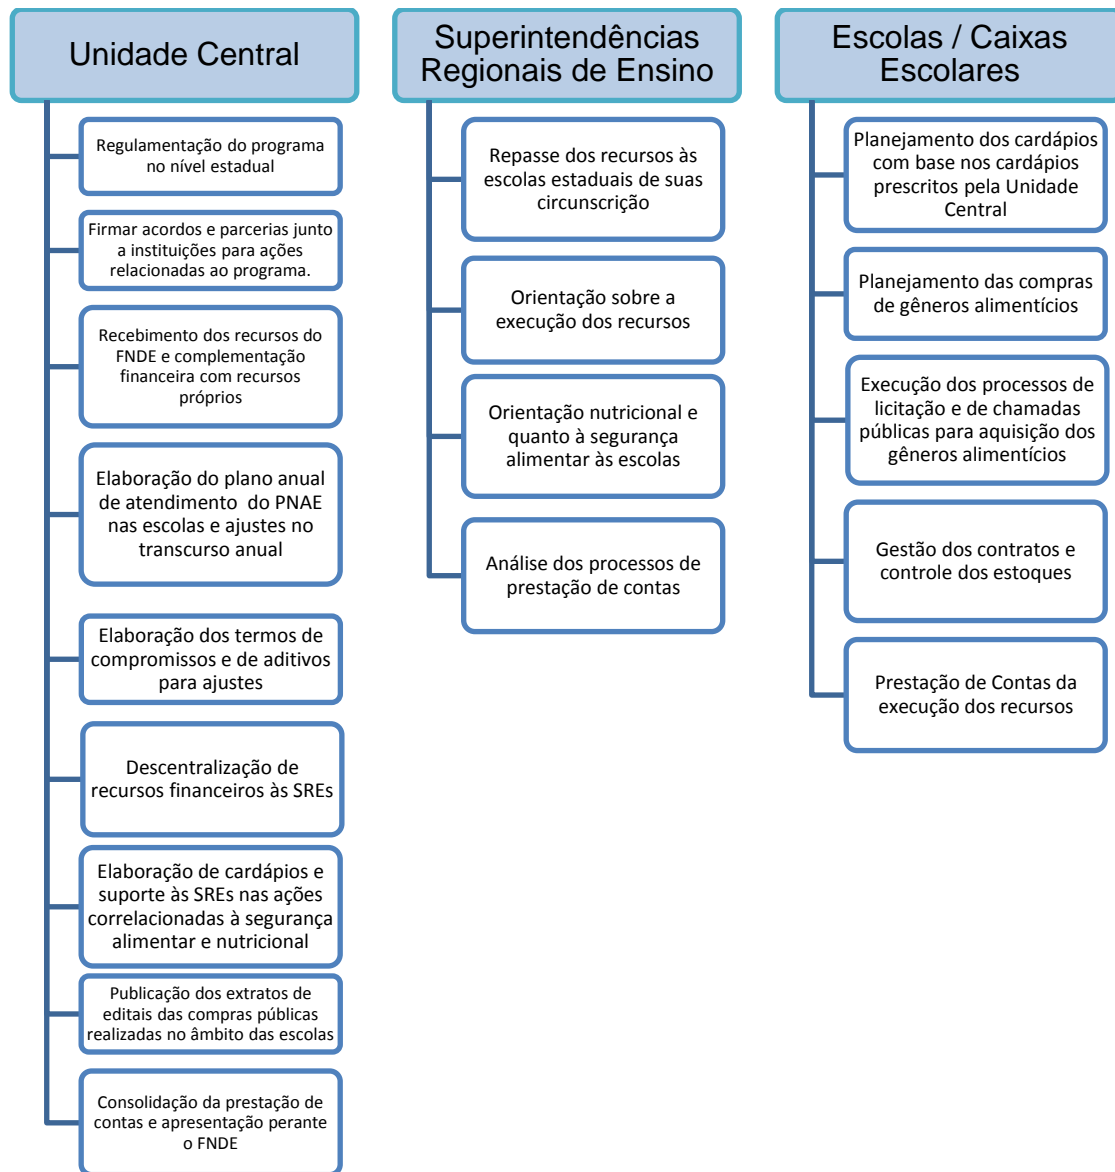 Unidade Central
Regulamentação do programa
no nível estadual
Firmar acordos e parcerias junto
a instituições para ações
relacionadas ao programa.
Recebimento dos recursos do
FNDE e complementação
financeira com recursos
próprios
Elaboração do plano anual
de atendimento do PNAE
nas escolas e ajustes no
transcurso anual
Elaboração dos termos de
compromissos e de aditivos
para ajustes
Descentralização de
recursos financeiros às SREs
Elaboração de cardápios e
suporte às SREs nas ações
correlacionadas à segurança
alimentar e nutricional
Publicação dos extratos de
editais das compras públicas
realizadas no âmbito das escolas
Consolidação da prestação de
contas e apresentação perante
o FNDE
Superintendências
Regionais de Ensino
Repasse dos recursos às
escolas estaduais de suas
circunscrição
Orientação sobre a
execução dos recursos
Orientação nutricional e
quanto à segurança
alimentar às escolas
Análise dos processos de
prestação de contas
Escolas / Caixas
Escolares
Planejamento dos cardápios
com base nos cardápios
prescritos pela Unidade
Central
Planejamento das compras
de gêneros alimentícios
Execução dos processos de
licitação e de chamadas
públicas para aquisição dos
gêneros alimentícios
Gestão dos contratos e
controle dos estoques
Prestação de Contas da
execução dos recursos